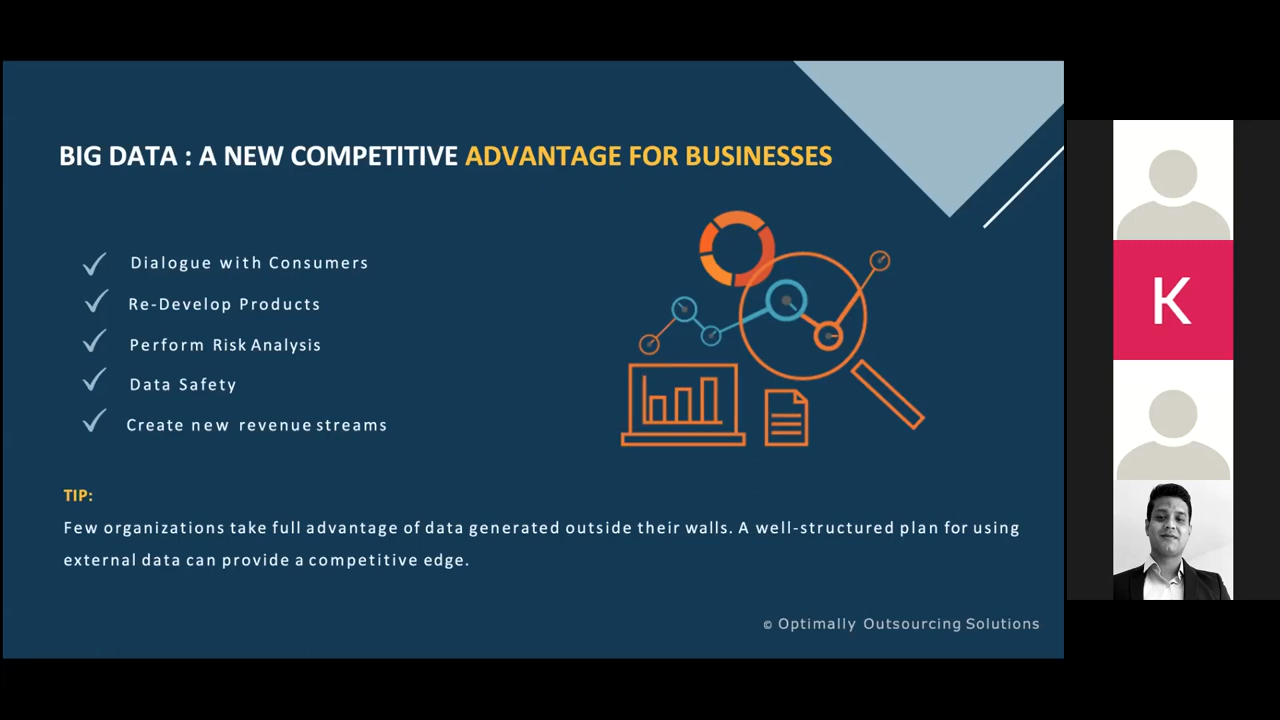 BIG DATA : A NEW COMPETITIVE ADVANTAGE FOR BUSINESSES
Dialogue with Consumers
Re-Develop Products
Perform Risk Analysis
Data Safety
Create new revenue streams
TIP:
Few organizations take full advantage of data generated outside their walls. A well-structured plan for using
external data can provide a competitive edge.
© Optimally Outsourcing Solutions
K